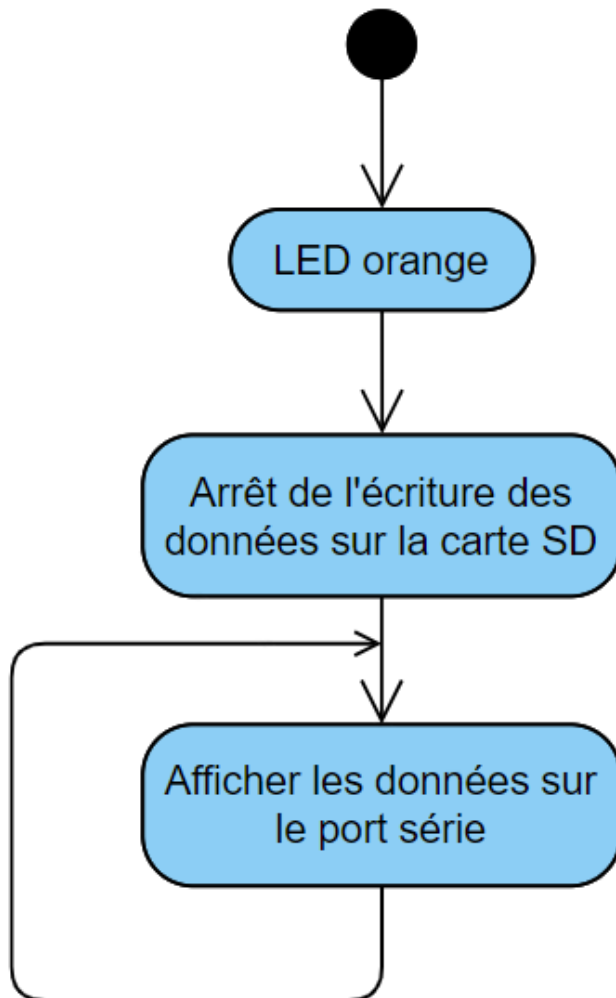 LED orange
Arrêt de l'écriture des
données sur la carte SD
Afficher les données sur
le port série